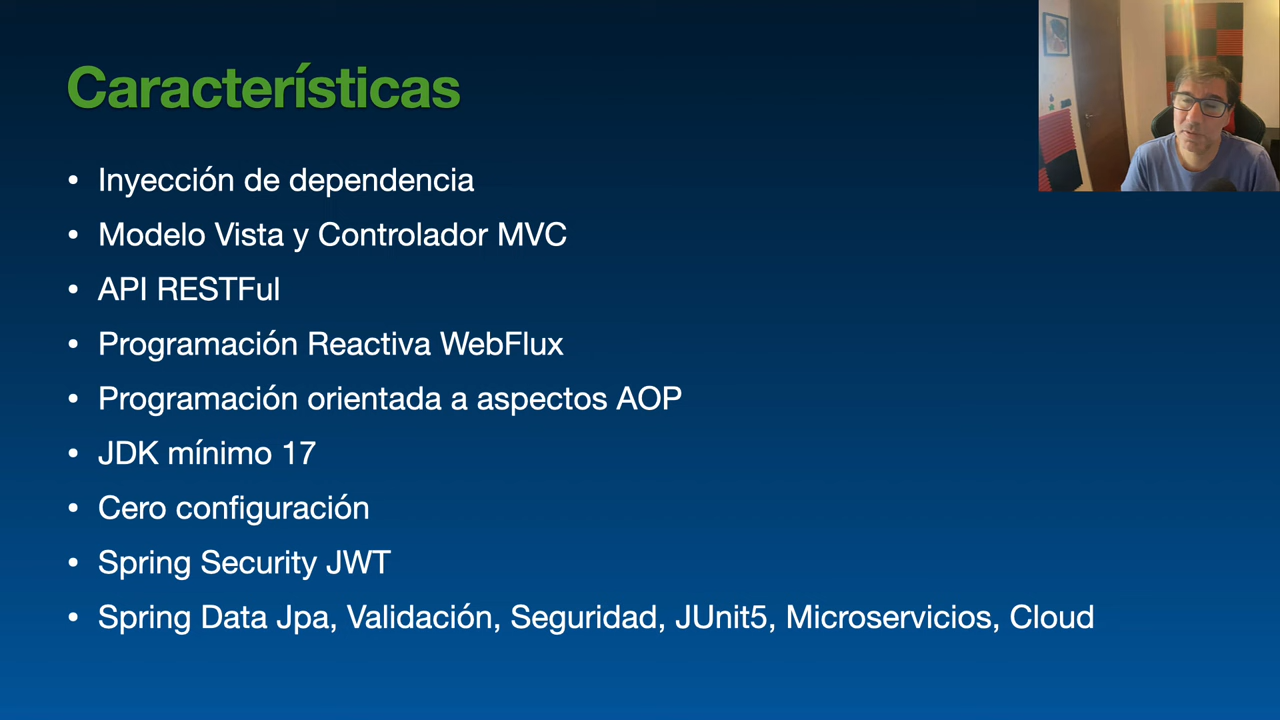 Características
• Inyección de dependencia
• Modelo Vista y Controlador MVC
• API RESTFul
• Programación Reactiva WebFlux
• Programación orientada a aspectos AOP
• JDK mínimo 17
• Cero configuración
• Spring Security JWT
• Spring Data Jpa, Validación, Seguridad, JUnit5, Microservicios, Cloud